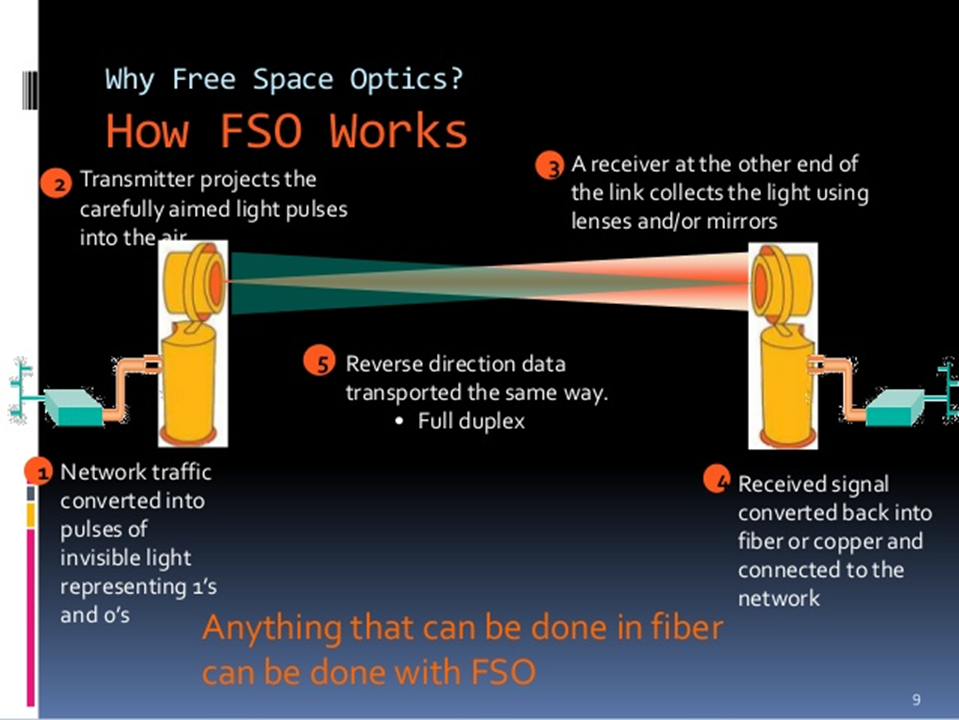 Why Free Space Optics?
How FSO Works
2 Transmitter projects the
carefully aimed light pulses
into the air
3 A receiver at the other end of
the link collects the light using
lenses and/or mirrors
5 Reverse direction data
transported the same way.
• Full duplex
1 Network traffic
converted into
pulses of
invisible light
representing 1's
and 0's
4 Received signal
converted back into
fiber or copper and
connected to the
network
Anything that can be done in fiber
can be done with FSO
9